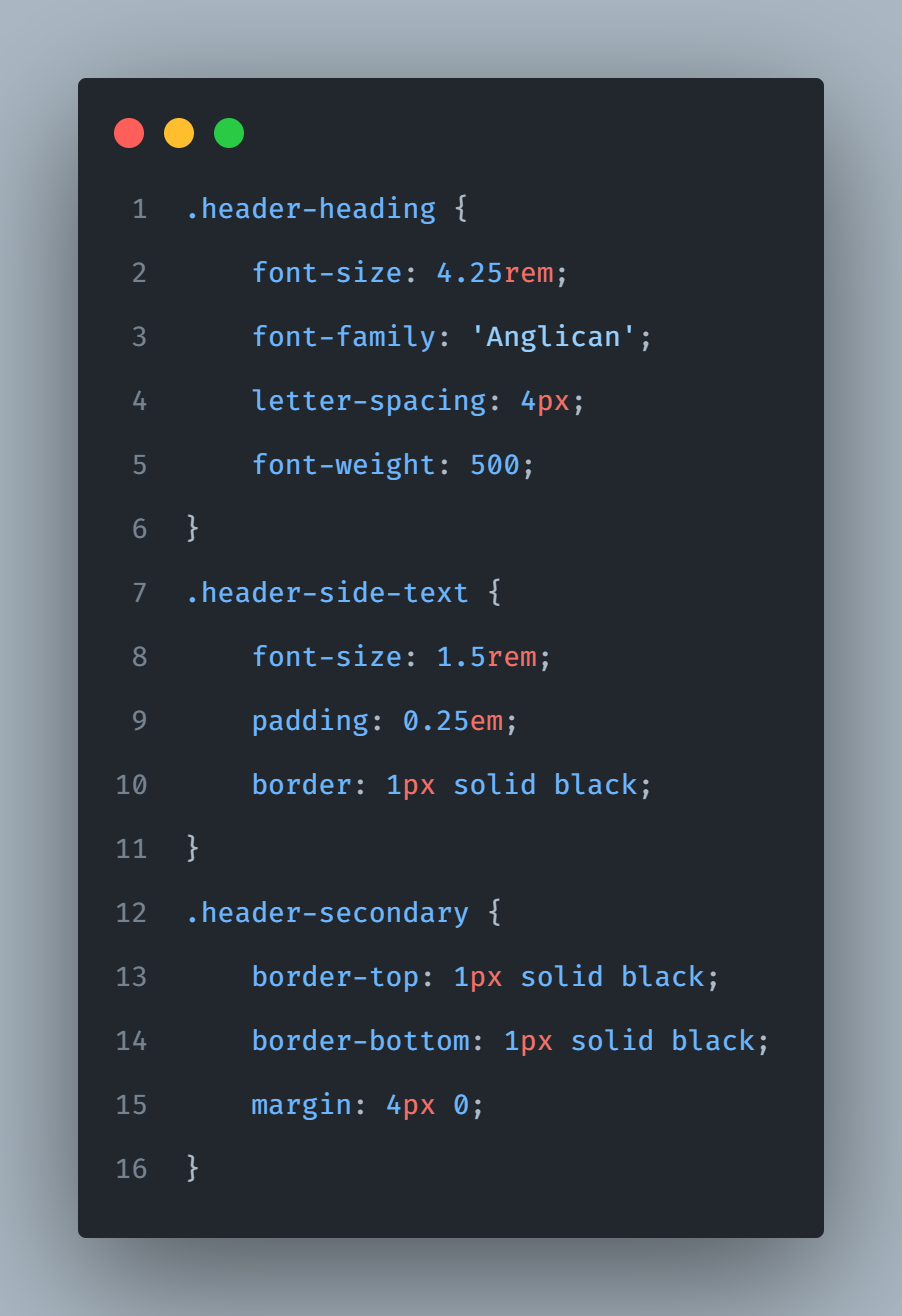 1 .header-heading {
2     font-size: 4.25rem;
3     font-family: 'Anglican';
4     letter-spacing: 4px;
5     font-weight: 500;
6 }
7 .header-side-text {
8     font-size: 1.5rem;
9     padding: 0.25em;
10     border: 1px solid black;
11 }
12 .header-secondary {
13     border-top: 1px solid black;
14     border-bottom: 1px solid black;
15     margin: 4px 0;
16 }